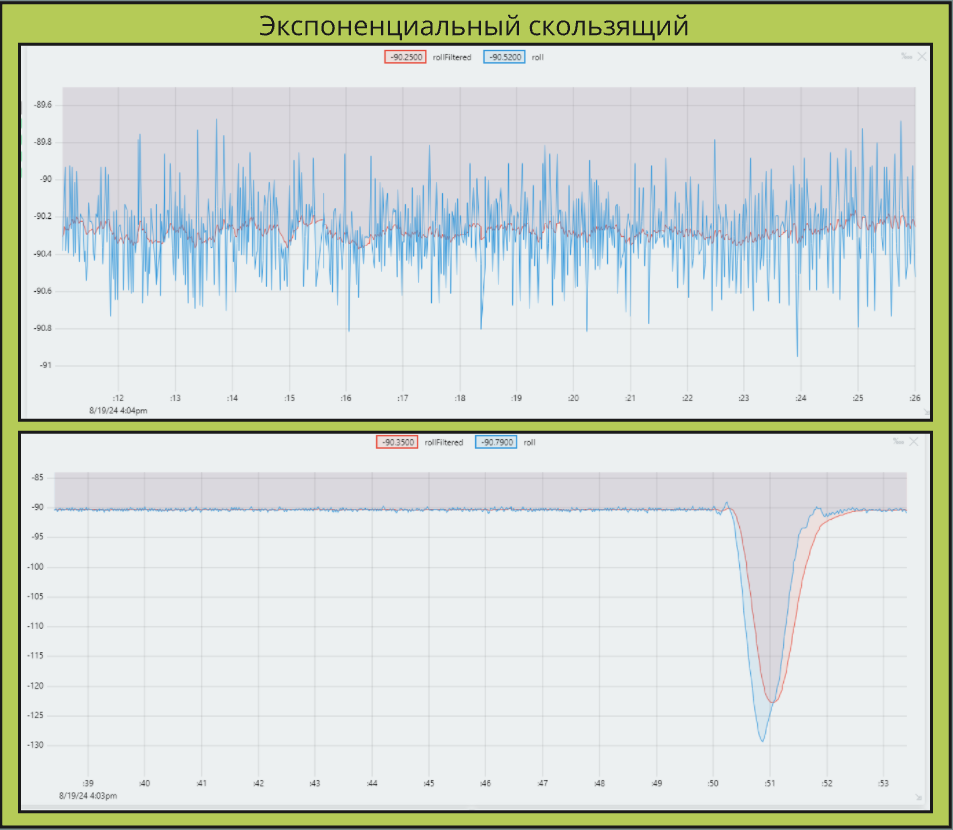 Экспоненциальный скользящий
-90.2500 rollFiltered -90.5200 roll
-89.6
-89.8
-90
-90.2
-90.4
-90.6
-90.8
-91
:12 :13 :14 :15 :16 :17 :18 :19 :20 :21 :22 :23 :24 :25 :26
8/19/24 4:04pm
-90.3500 rollFiltered -90.7900 roll
-85
-90
-95
-100
-105
-110
-115
-120
-125
-130
:39 :40 :41 :42 :43 :44 :45 :46 :47 :48 :49 :50 :51 :52 :53
8/19/24 4:03pm